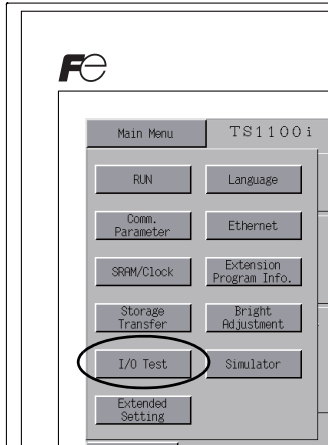 Fe
Main Menu
TS1100i
RUN
Language
Comm.
Parameter
Ethernet
SRAM/Clock
Extension
Program Info.
Storage
Transfer
Bright
Adjustment
I/O Test
Simulator
Extended
Setting